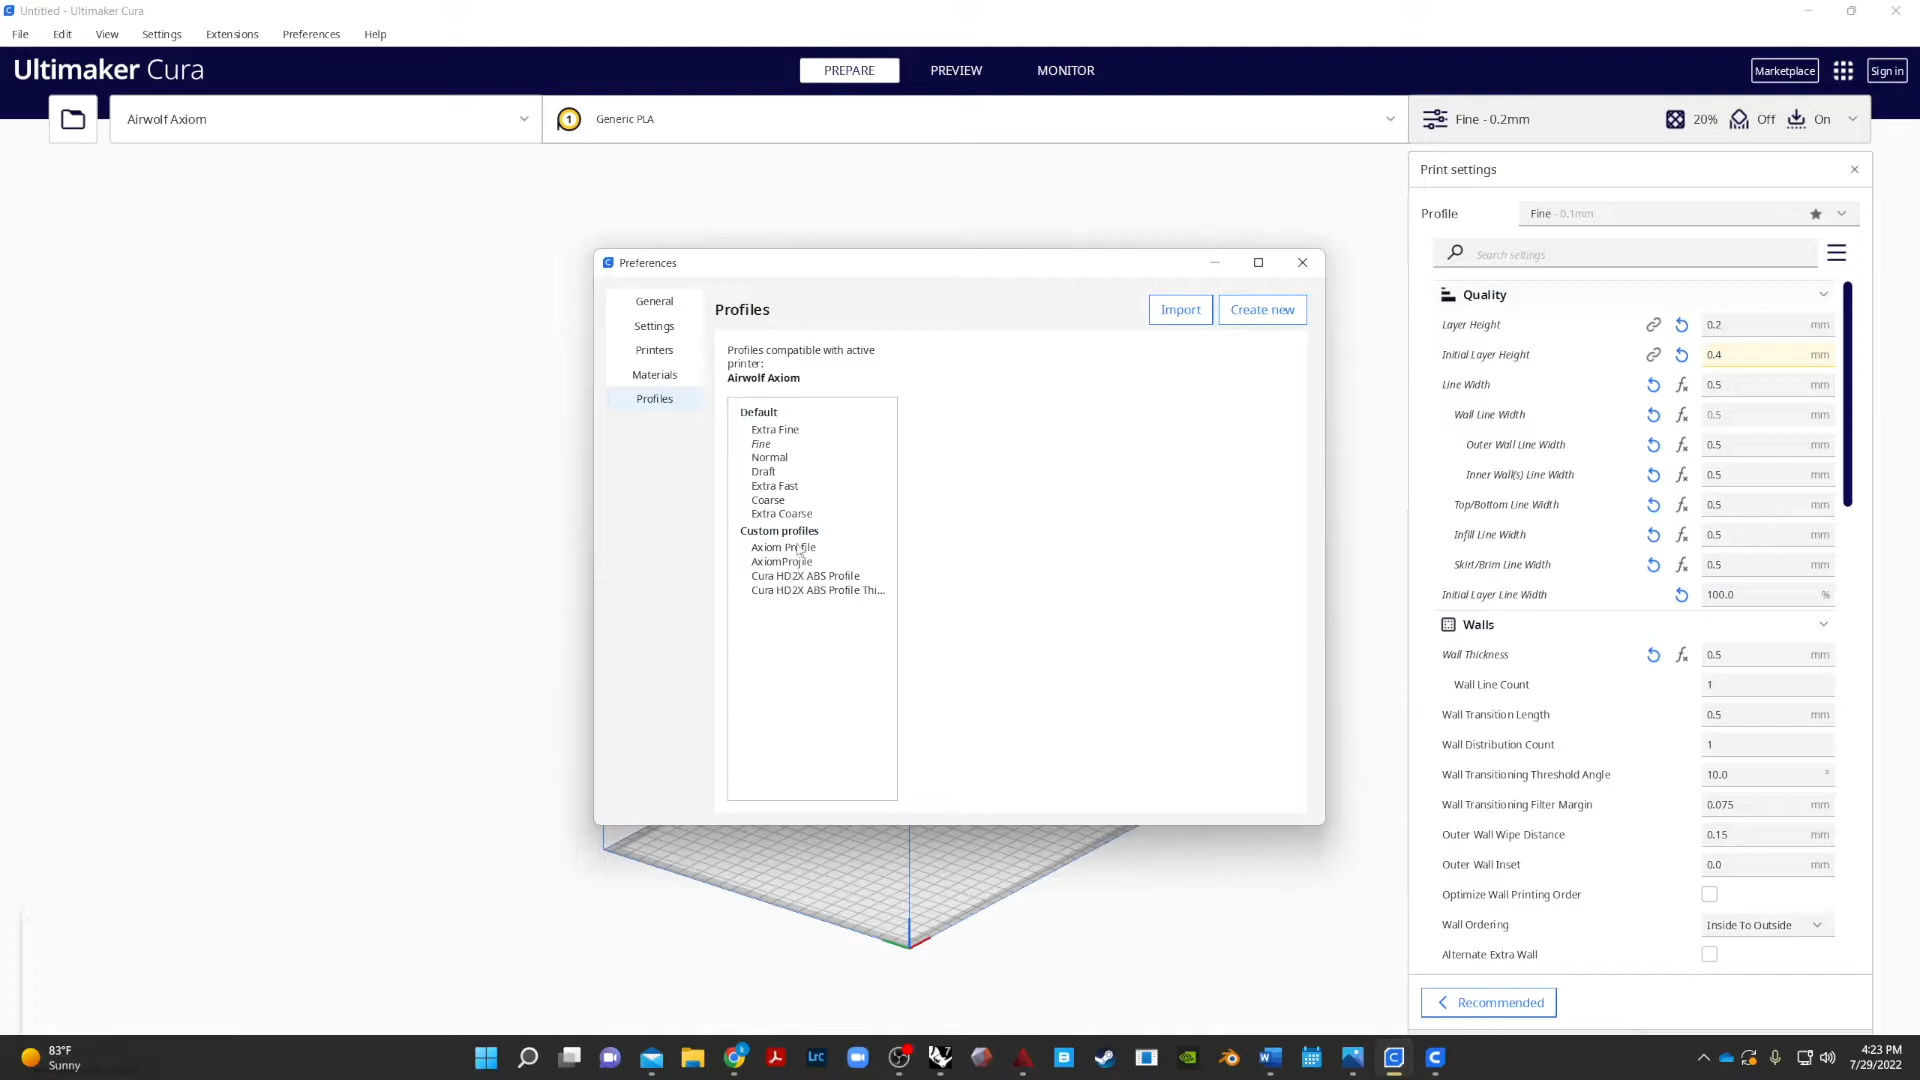 Untitled - Ultimaker Cura
File Edit View Settings Extensions Preferences Help
Ultimaker Cura
PREPARE PREVIEW MONITOR
Marketplace
Sign in
Airwolf Axiom
1
Generic PLA
Fine - 0.2mm
20%
Off
On
Print settings
Profile
Fine - 0.1mm
Search settings
Quality
Layer Height 0.2 mm
Initial Layer Height 0.4 mm
Line Width 0.5 mm
Wall Line Width 0.5 mm
Outer Wall Line Width 0.5 mm
Inner Wall(s) Line Width 0.5 mm
Top/Bottom Line Width 0.5 mm
Infill Line Width 0.5 mm
Skirt/Brim Line Width 0.5 mm
Initial Layer Line Width 100.0 %
Walls
Wall Thickness 0.5 mm
Wall Line Count 1
Wall Transition Length 0.5 mm
Wall Distribution Count 1
Wall Transitioning Threshold Angle 10.0 °
Wall Transitioning Filter Margin 0.075 mm
Outer Wall Wipe Distance 0.15 mm
Outer Wall Inset 0.0 mm
Optimize Wall Printing Order
Wall Ordering Inside To Outside
Alternate Extra Wall
Recommended
Preferences
General
Settings
Printers
Materials
Profiles
Profiles
Import
Create new
Profiles compatible with active
printer:
Airwolf Axiom
Default
Extra Fine
Fine
Normal
Draft
Extra Fast
Coarse
Extra Coarse
Custom profiles
Axiom Profile
AxiomProjile
Cura HD2X ABS Profile
Cura HD2X ABS Profile Thi...
83°F
Sunny
Lrc
4:23 PM
7/29/2022